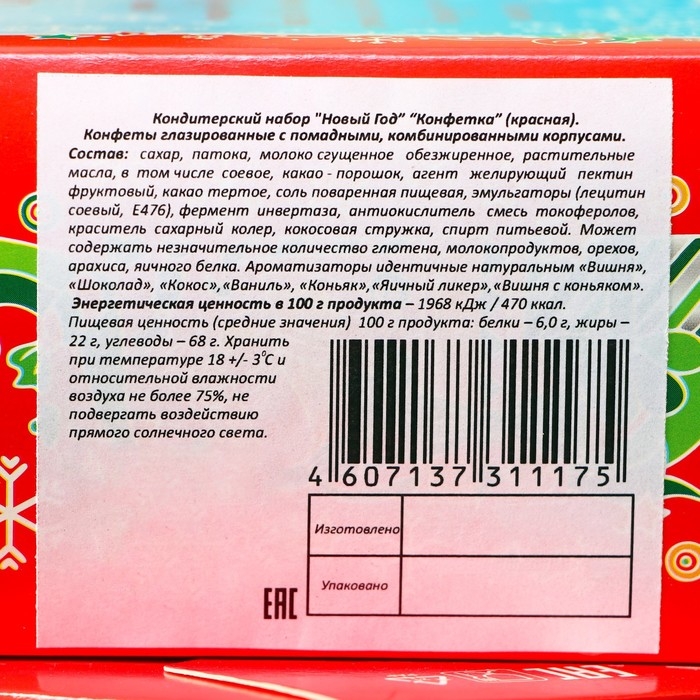 Кондитерский набор "Новый Год” “Конфетка” (красная).
Конфеты глазированные с помадными, комбинированными корпусами.
Состав: сахар, патока, молоко сгущенное обезжиренное, растительные
масла, в том числе соевое, какао - порошок, агент желирующий пектин
фруктовый, какао тертое, соль поваренная пищевая, эмульгаторы (лецитин
соевый, Е476), фермент инвертаза, антиокислитель смесь токоферолов,
краситель сахарный колер, кокосовая стружка, спирт питьевой. Может
содержать незначительное количество глютена, молокопродуктов, орехов,
арахиса, яичного белка. Ароматизаторы идентичные натуральным «Вишня»,
«Шоколад», «Кокос»,«Ваниль», «Коньяк»,«Яичный ликер»,«Вишня с коньяком».
Энергетическая ценность в 100 г продукта – 1968 кДж / 470 ккал.
Пищевая ценность (средние значения) 100 г продукта: белки – 6,0 г, жиры –
22 г, углеводы – 68 г. Хранить
при температуре 18 +/- 3⁰С и
относительной влажности
воздуха не более 75%, не
подвергать воздействию
прямого солнечного света.
4 607137 311175
Изготовлено
Упаковано
ЕАС
ЕАС